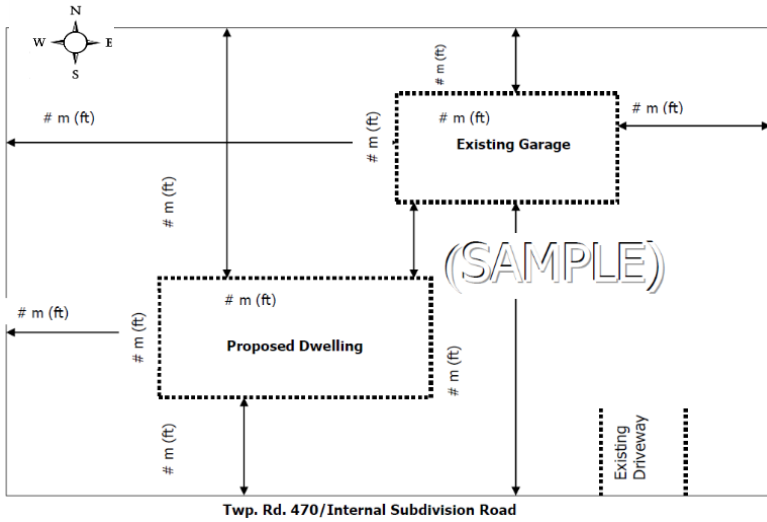 N
W E
S
# m (ft)
# m (ft)
# m (ft)
# m (ft)
# m (ft)
Existing Garage
# m (ft)
(SAMPLE)
# m (ft)
# m (ft)
# m (ft)
Proposed Dwelling
# m (ft)
# m (ft)
Existing
Driveway
Twp. Rd. 470/Internal Subdivision Road